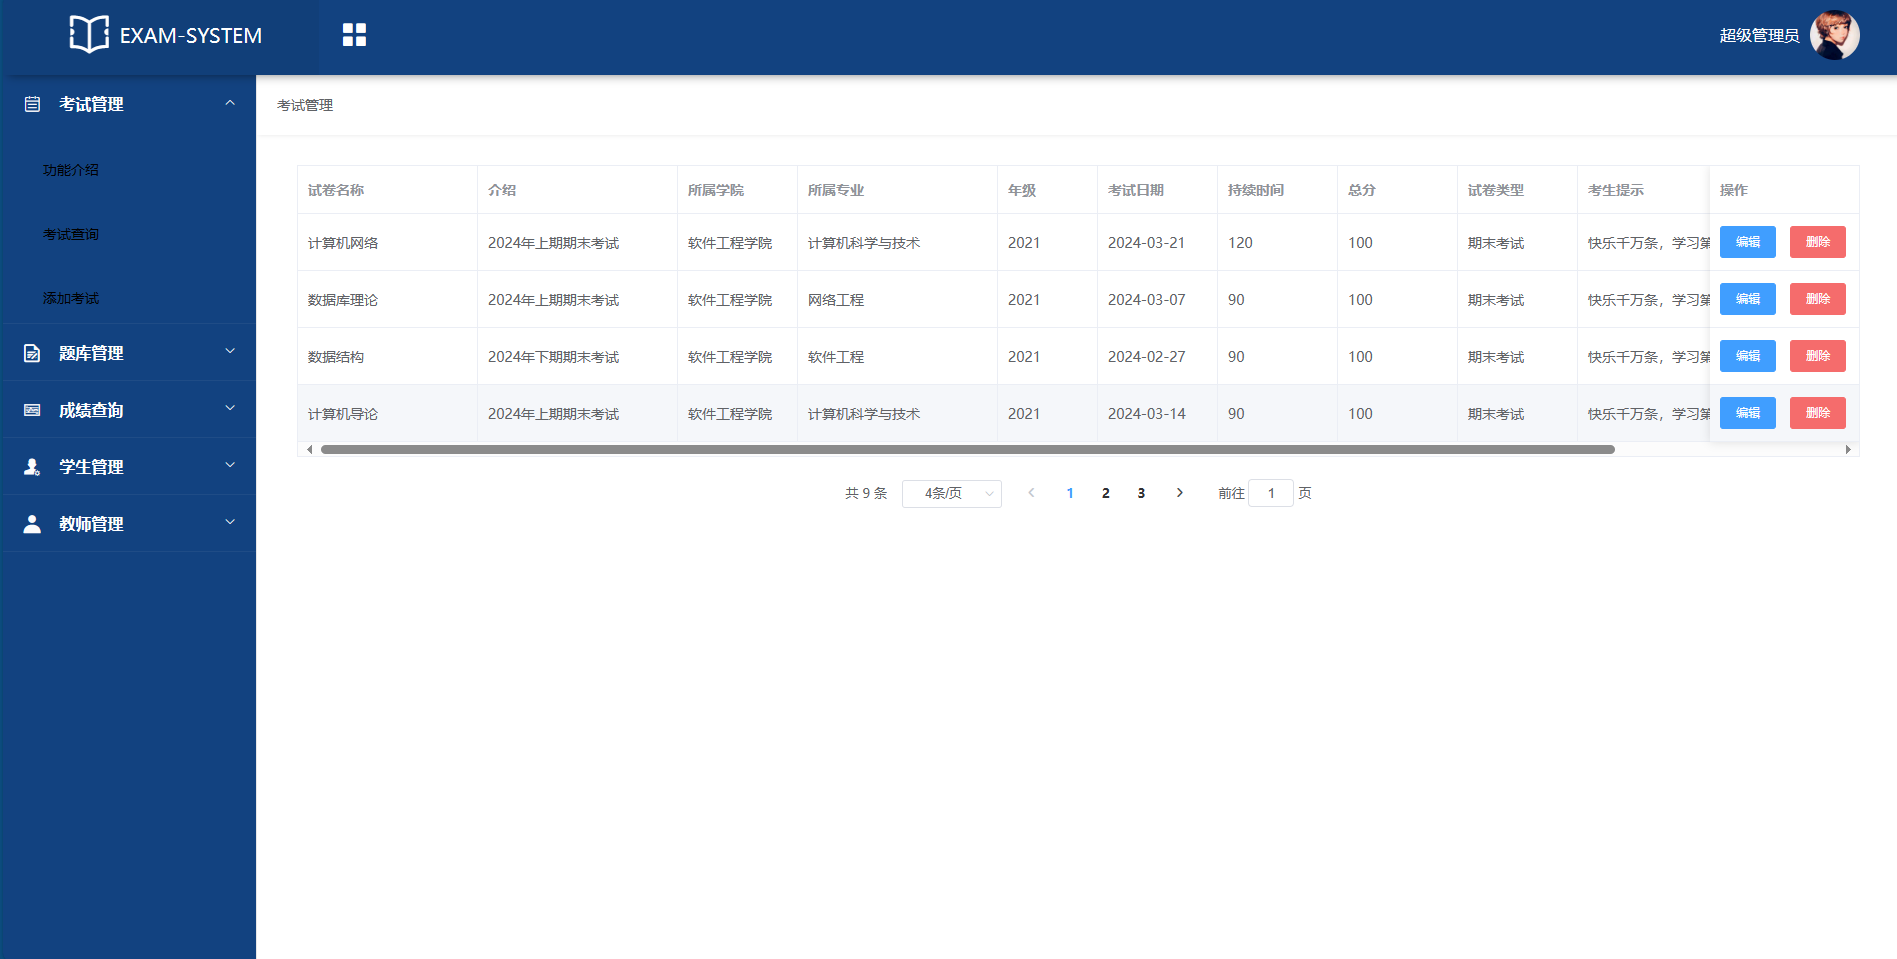 EXAM-SYSTEM
超级管理员
考试管理
功能介绍
考试查询
添加考试
题库管理
成绩查询
学生管理
教师管理
考试管理
试卷名称 介绍 所属学院 所属专业 年级 考试日期 持续时间 总分 试卷类型 考生提示 操作
计算机网络 2024年上期期末考试 软件工程学院 计算机科学与技术 2021 2024-03-21 120 100 期末考试 快乐千万条，学习第 编辑 删除
数据库理论 2024年上期期末考试 软件工程学院 网络工程 2021 2024-03-07 90 100 期末考试 快乐千万条，学习第 编辑 删除
数据结构 2024年下期期末考试 软件工程学院 软件工程 2021 2024-02-27 90 100 期末考试 快乐千万条，学习第 编辑 删除
计算机导论 2024年上期期末考试 软件工程学院 计算机科学与技术 2021 2024-03-14 90 100 期末考试 快乐千万条，学习第 编辑 删除
共 9 条 4条/页 1 2 3 前往 1 页